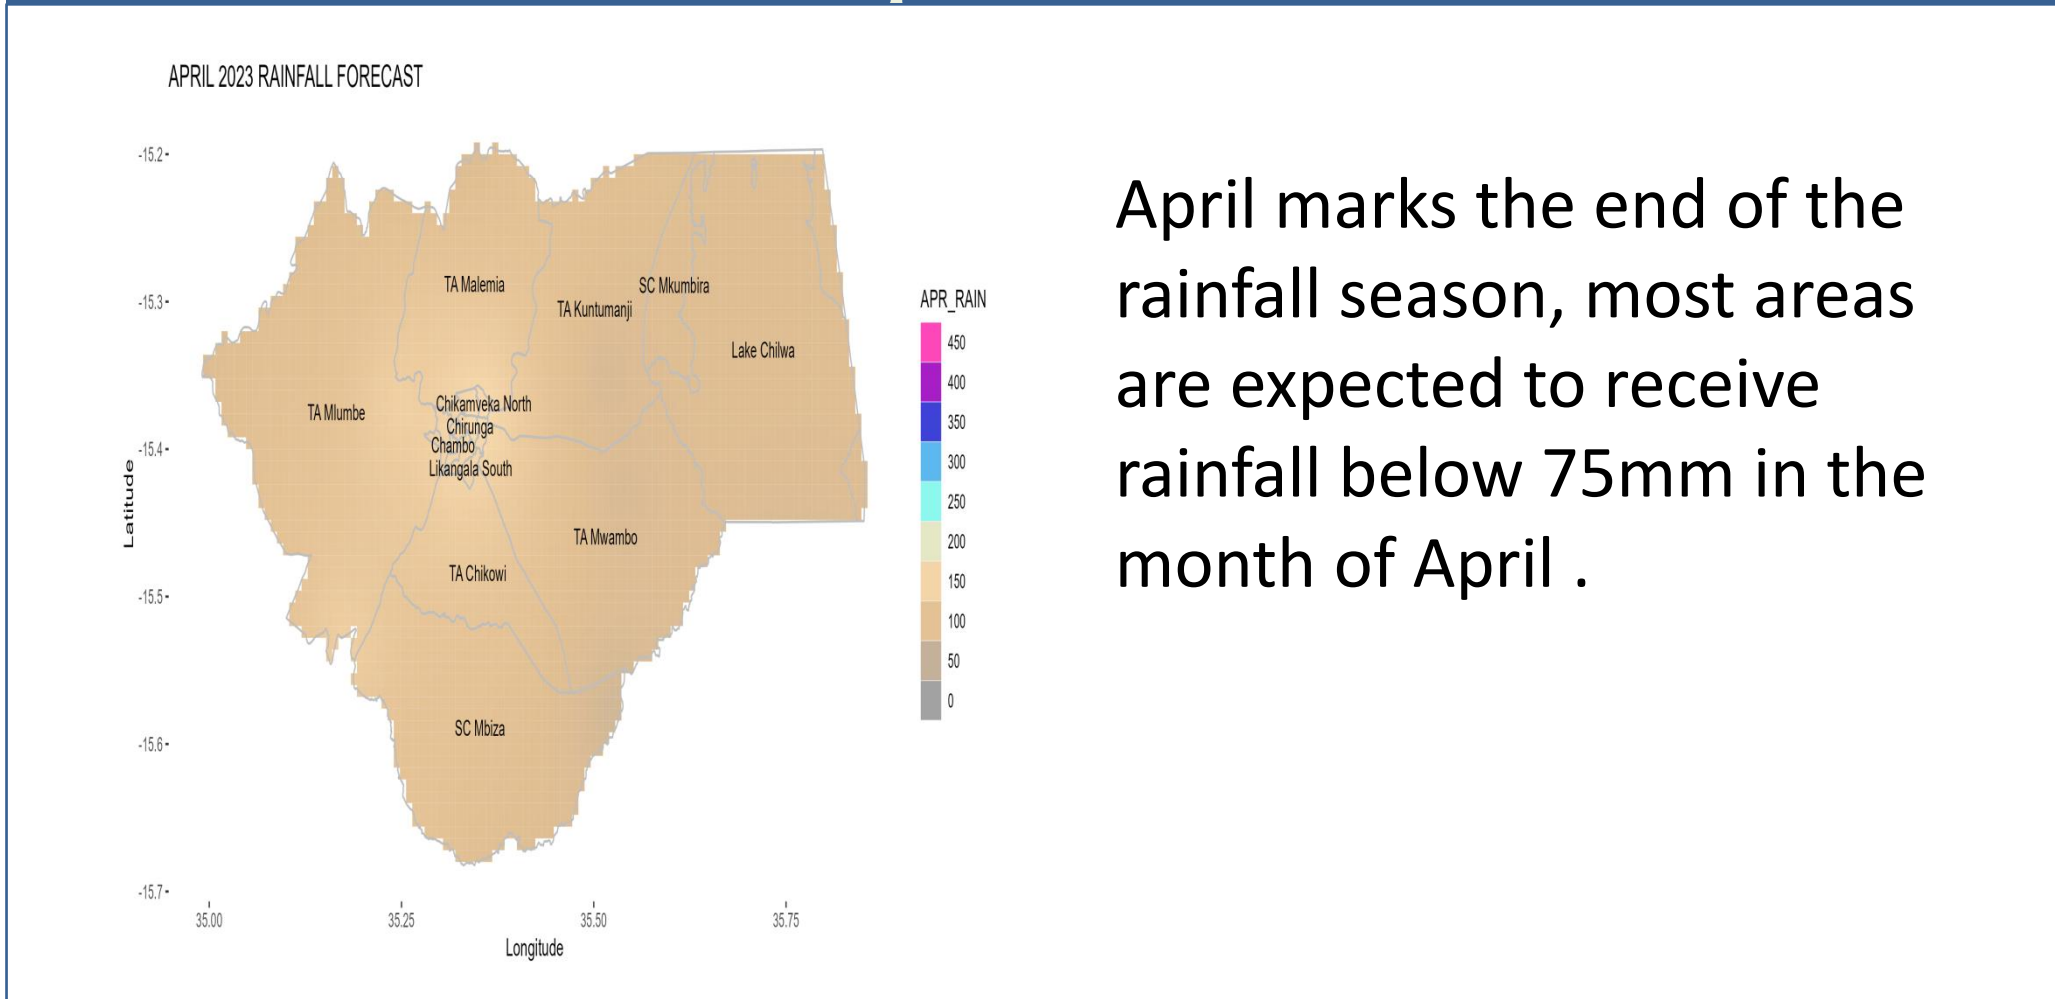 APRIL 2023 RAINFALL FORECAST
-15.2
-15.3
-15.4
-15.5
-15.6
-15.7
Latitude
35.00
35.25
35.50
35.75
Longitude
TA Malemia
SC Mkumbira
TA Kuntumanji
Lake Chilwa
TA Mlumbe
Chikamveka North
Chirunga
Chambo
Likangala South
TA Mwambo
TA Chikowi
SC Mbiza
APR_RAIN
450
400
350
300
250
200
150
100
50
0
April marks the end of the
rainfall season, most areas
are expected to receive
rainfall below 75mm in the
month of April .